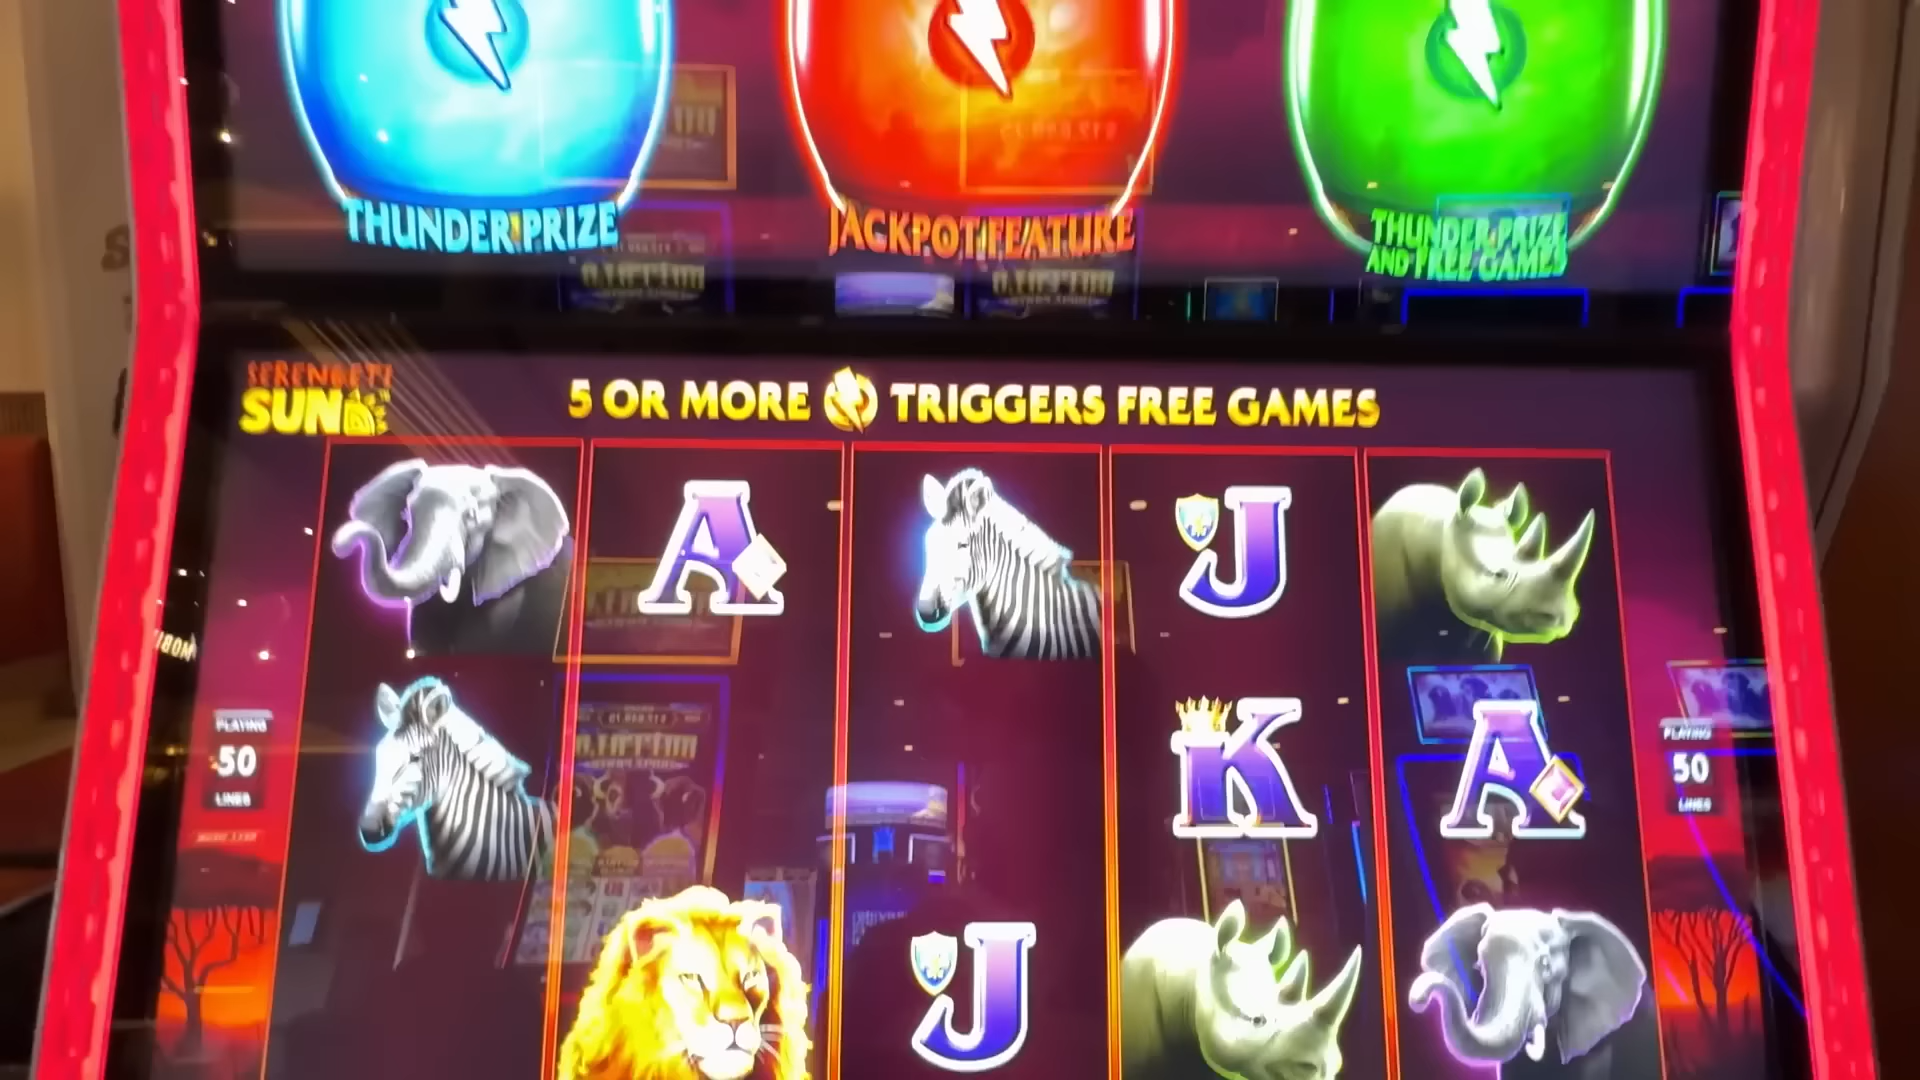 THUNDER PRIZE
JACKPOT FEATURE
THUNDER PRIZE
AND FREE GAMES
SERENGETI
SUN
5 OR MORE TRIGGERS FREE GAMES
A
J
PLAYING
50
LINES
K
A
PLAYING
50
LINES
J